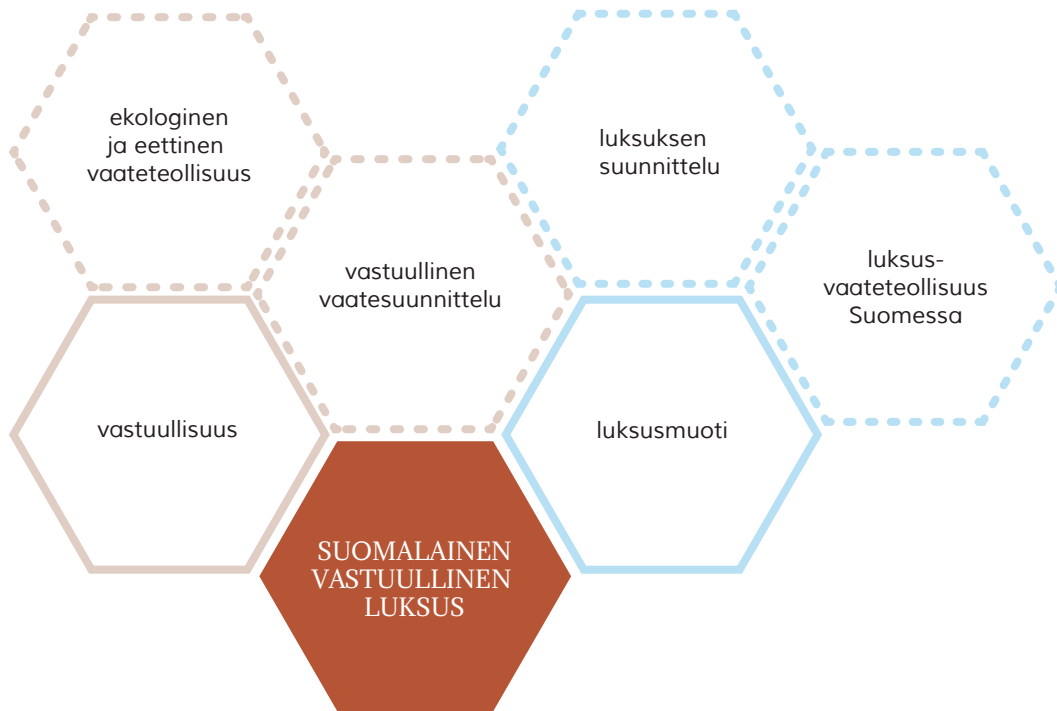 ekologinen
ja eettinen
vaateteollisuus
luksuksen
suunnittelu
vastuullinen
vaatesuunnittelu
luksus-
vaateteollisuus
Suomessa
vastuullisuus
luksusmuoti
SUOMALAINEN
VASTUULLINEN
LUKSUS